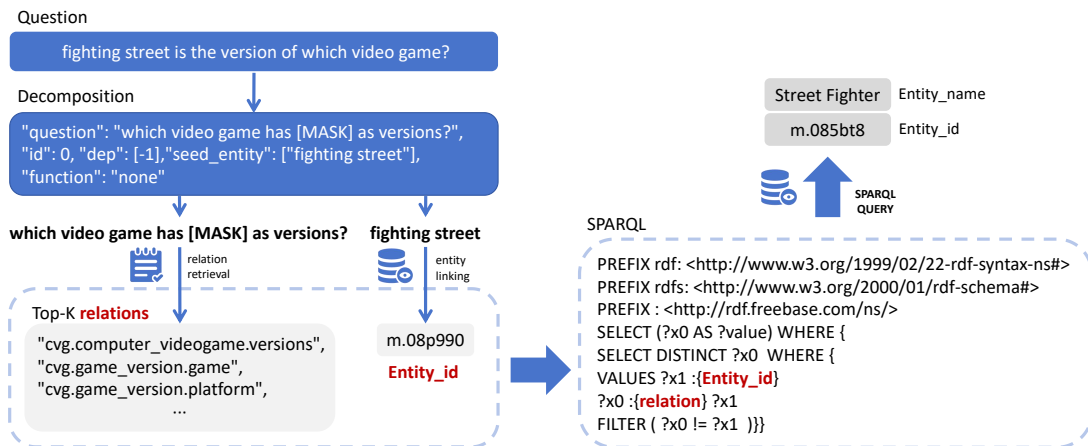 Question
fighting street is the version of which video game?
Decomposition
"question": "which video game has [MASK] as versions?",
"id": 0, "dep": [-1],"seed_entity": ["fighting street"],
"function": "none"
which video game has [MASK] as versions?
fighting street
relation
retrieval
entity
linking
Top-K relations
"cvg.computer_videogame.versions",
"cvg.game_version.game",
"cvg.game_version.platform",
...
m.08p990
Entity_id
Street Fighter
Entity_name
m.085bt8
Entity_id
SPARQL
QUERY
SPARQL
PREFIX rdf: <http://www.w3.org/1999/02/22-rdf-syntax-ns#>
PREFIX rdfs: <http://www.w3.org/2000/01/rdf-schema#>
PREFIX : <http://rdf.freebase.com/ns/>
SELECT (?x0 AS ?value) WHERE {
SELECT DISTINCT ?x0 WHERE {
VALUES ?x1 :{Entity_id}
?x0 :{relation} ?x1
FILTER ( ?x0 != ?x1 )}}